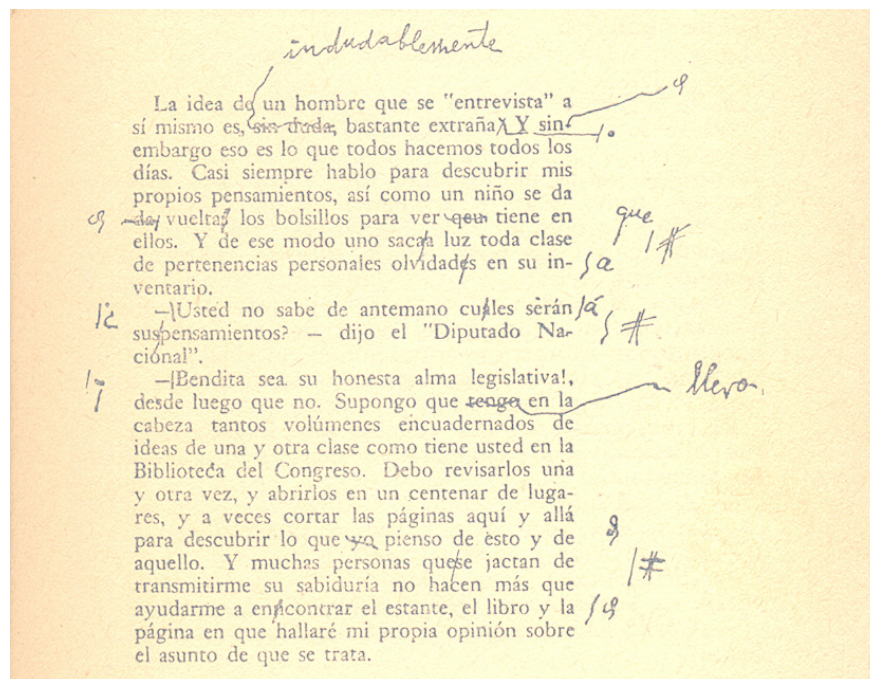 indudablemente
La idea de un hombre que se "entrevista" a
sí mismo es, sin duda, bastante extraña. Y sin
embargo eso es lo que todos hacemos todos los
días. Casi siempre hablo para descubrir mis
propios pensamientos, así como un niño se da
da vueltas los bolsillos para ver qeu tiene en que
ellos. Y de ese modo uno sacaa luz toda clase #
de pertenencias personales olvidades en su in- a
ventario.
¿ —Usted no sabe de antemano cuáles serán á
suspensamientos? — dijo el "Diputado Na- #
cional".
¡ —Bendita sea su honesta alma legislativa!,
desde luego que no. Supongo que tengo en la llevo
cabeza tantos volúmenes encuadernados de
ideas de una y otra clase como tiene usted en la
Biblioteca del Congreso. Debo revisarlos una
y otra vez, y abrirlos en un centenar de luga-
res, y a veces cortar las páginas aquí y allá
para descubrir lo que yo pienso de esto y de
aquello. Y muchas personas quese jactan de #
transmitirme su sabiduría no hacen más que
ayudarme a encontrar el estante, el libro y la
página en que hallaré mi propia opinión sobre
el asunto de que se trata.